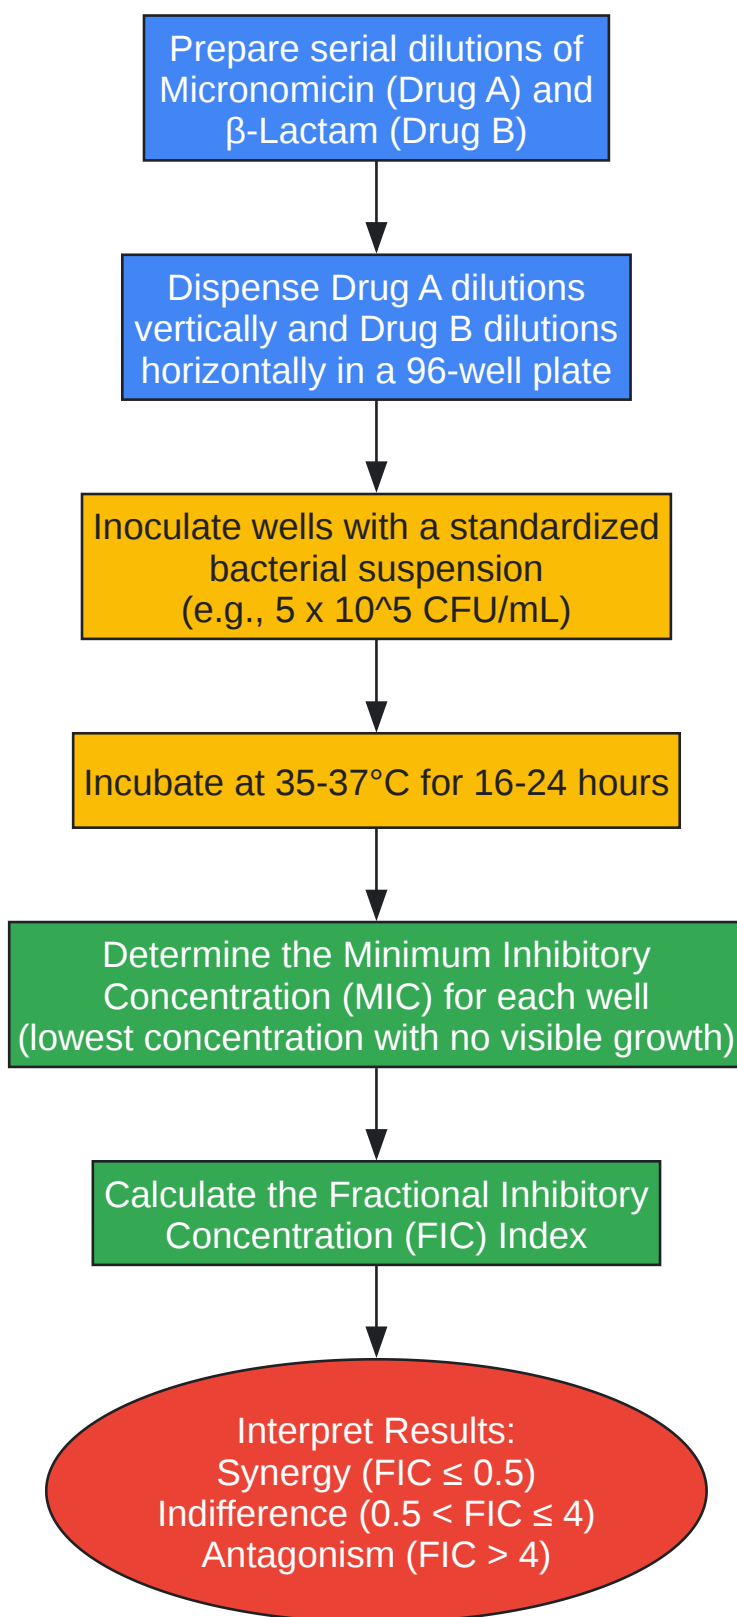 Prepare serial dilutions of
Micronomicin (Drug A) and
β-Lactam (Drug B)
Dispense Drug A dilutions
vertically and Drug B dilutions
horizontally in a 96-well plate
Inoculate wells with a standardized
bacterial suspension
(e.g., 5 x 10^5 CFU/mL)
Incubate at 35-37°C for 16-24 hours
Determine the Minimum Inhibitory
Concentration (MIC) for each well
(lowest concentration with no visible growth)
Calculate the Fractional Inhibitory
Concentration (FIC) Index
Interpret Results:
Synergy (FIC ≤ 0.5)
Indifference (0.5 < FIC ≤ 4)
Antagonism (FIC > 4)